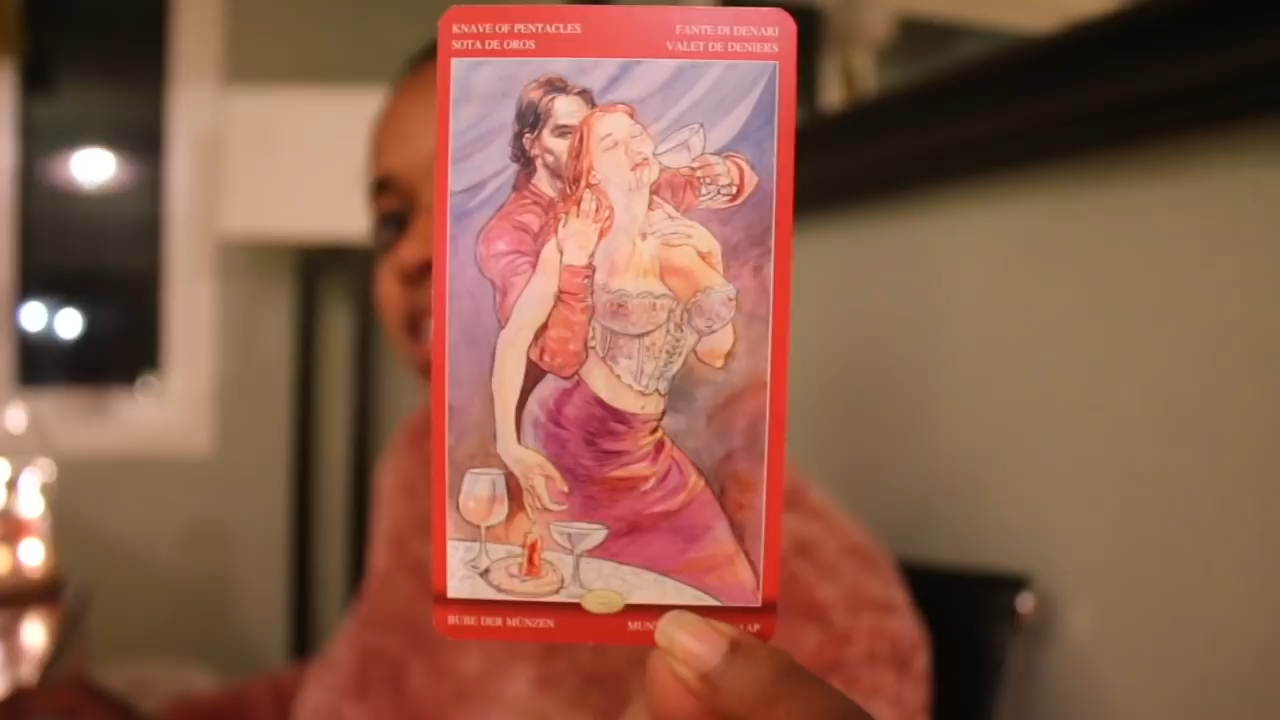 KNAVE OF PENTACLES
SOTA DE OROS
FANTE DI DENARI
VALET DE DENIERS
BUBE DER MÜNZEN